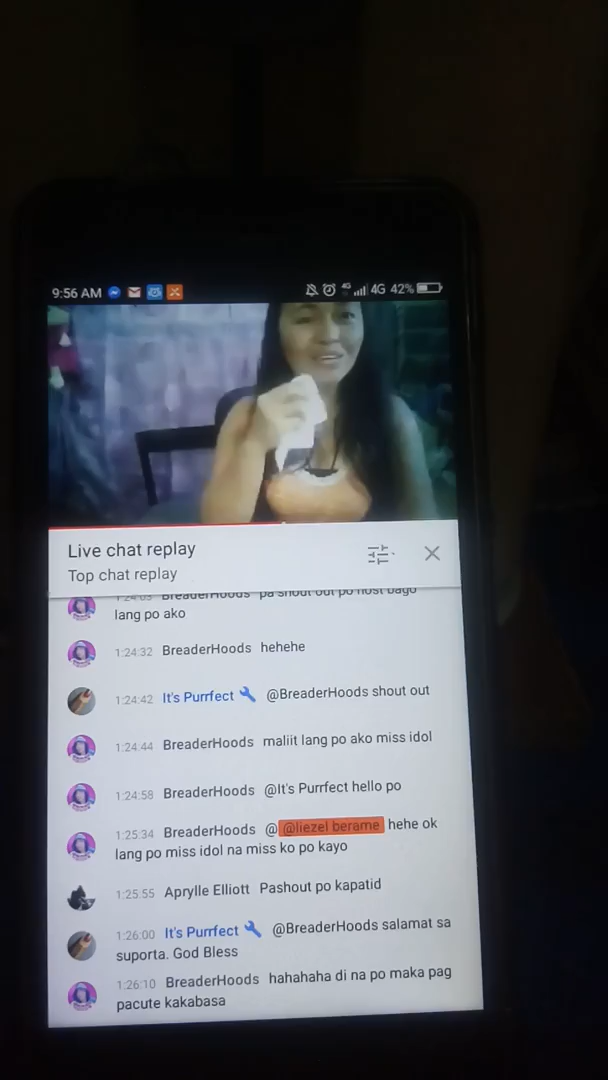 9:56 AM 4G 4G 42%
Live chat replay
Top chat replay
1:24:03 BreaderHoods pa shout out po host bago
lang po ako
1:24:32 BreaderHoods hehehe
1:24:42 It's Purrfect @BreaderHoods shout out
1:24:44 BreaderHoods maliit lang po ako miss idol
1:24:58 BreaderHoods @It's Purrfect hello po
1:25:34 BreaderHoods @ @liezel berame hehe ok
lang po miss idol na miss ko po kayo
1:25:55 Aprylle Elliott Pashout po kapatid
1:26:00 It's Purrfect @BreaderHoods salamat sa
suporta. God Bless
1:26:10 BreaderHoods hahahaha di na po maka pag
pacute kakabasa